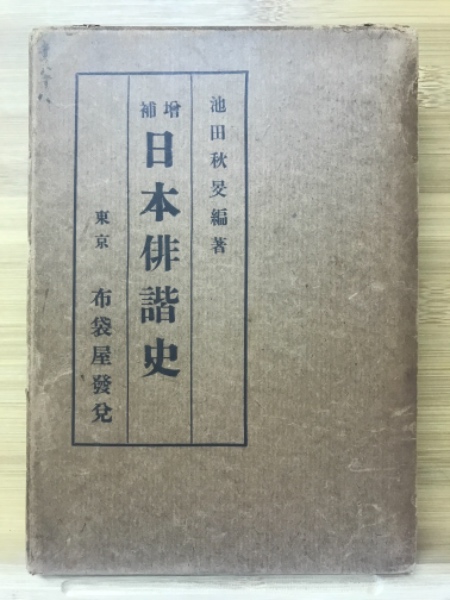 池田秋旻編著
増補
日本俳諧史
東京
布袋屋發兌